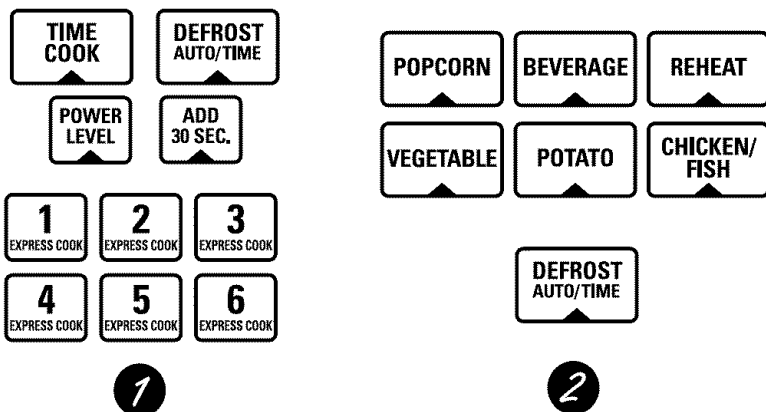 TIME
COOK
DEFROST
AUTO/TIME
POWER
LEVEL
ADD
30 SEC.
1
EXPRESS COOK
2
EXPRESS COOK
3
EXPRESS COOK
4
EXPRESS COOK
5
EXPRESS COOK
6
EXPRESS COOK
1
POPCORN
BEVERAGE
REHEAT
VEGETABLE
POTATO
CHICKEN/
FISH
DEFROST
AUTO/TIME
2